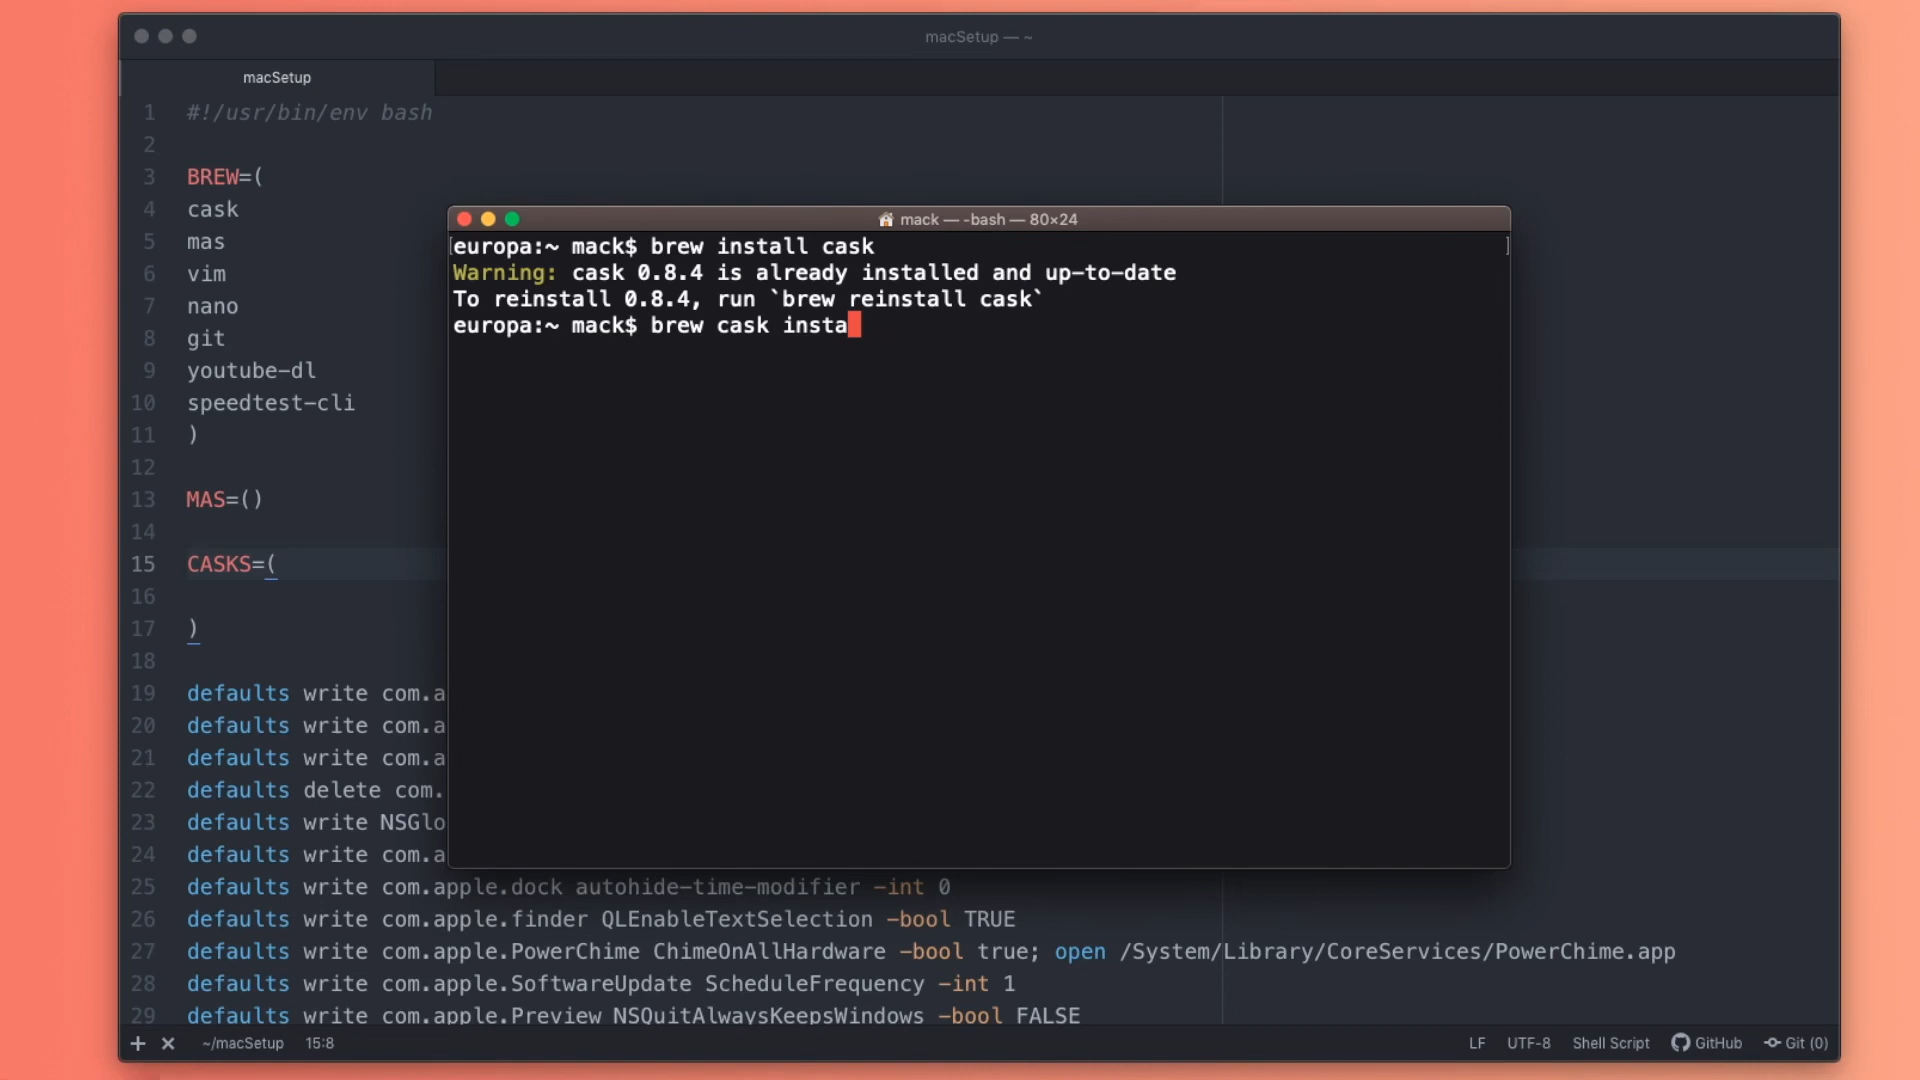 macSetup — ~
macSetup
1 #!/usr/bin/env bash
2
3 BREW=(
4 cask
5 mas
6 vim
7 nano
8 git
9 youtube-dl
10 speedtest-cli
11 )
12
13 MAS=()
14
15 CASKS=(
16
17 )
18
19 defaults write com.a
20 defaults write com.a
21 defaults write com.a
22 defaults delete com.
23 defaults write NSGlo
24 defaults write com.a
25 defaults write com.apple.dock autohide-time-modifier -int 0
26 defaults write com.apple.finder QLEnableTextSelection -bool TRUE
27 defaults write com.apple.PowerChime ChimeOnAllHardware -bool true; open /System/Library/CoreServices/PowerChime.app
28 defaults write com.apple.SoftwareUpdate ScheduleFrequency -int 1
29 defaults write com.apple.Preview NSQuitAlwaysKeepsWindows -bool FALSE
mack — -bash — 80×24
[europa:~ mack$ brew install cask ]
Warning: cask 0.8.4 is already installed and up-to-date
To reinstall 0.8.4, run `brew reinstall cask`
europa:~ mack$ brew cask insta
~/macSetup 15:8 LF UTF-8 Shell Script GitHub Git (0)